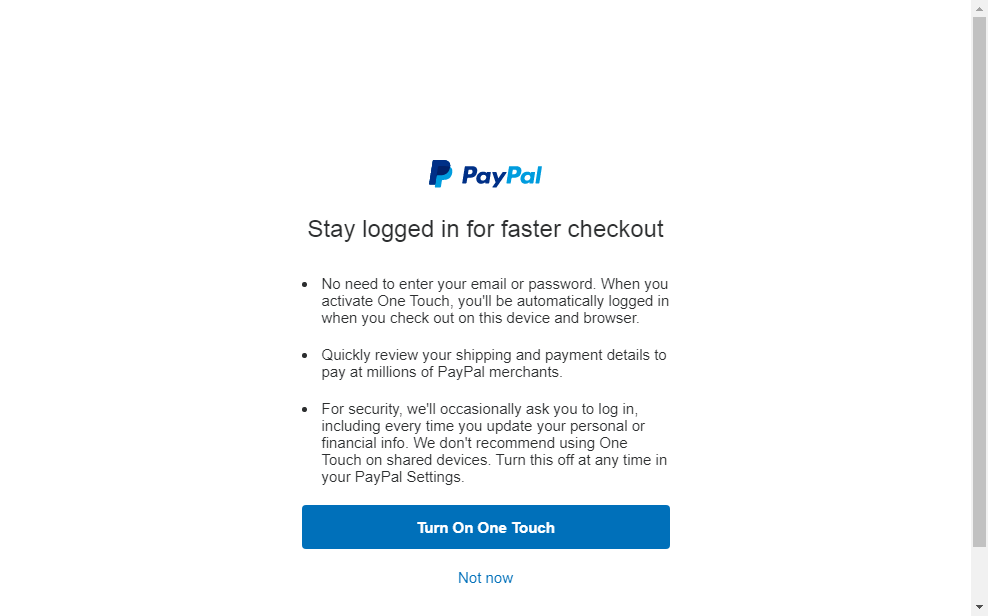 PayPal
Stay logged in for faster checkout
• No need to enter your email or password. When you
activate One Touch, you'll be automatically logged in
when you check out on this device and browser.
• Quickly review your shipping and payment details to
pay at millions of PayPal merchants.
• For security, we'll occasionally ask you to log in,
including every time you update your personal or
financial info. We don't recommend using One
Touch on shared devices. Turn this off at any time in
your PayPal Settings.
Turn On One Touch
Not now